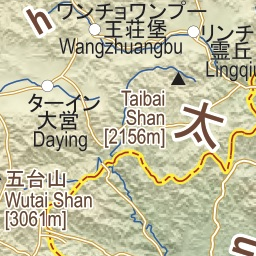 h
ワンチョワンプー
王荘堡
Wangzhuangbu
リンチ
霊丘
Lingqiu
ターイン
大営
Daying
Taibai
Shan
[2156m]
太
五台山
Wutai Shan
[3061m]